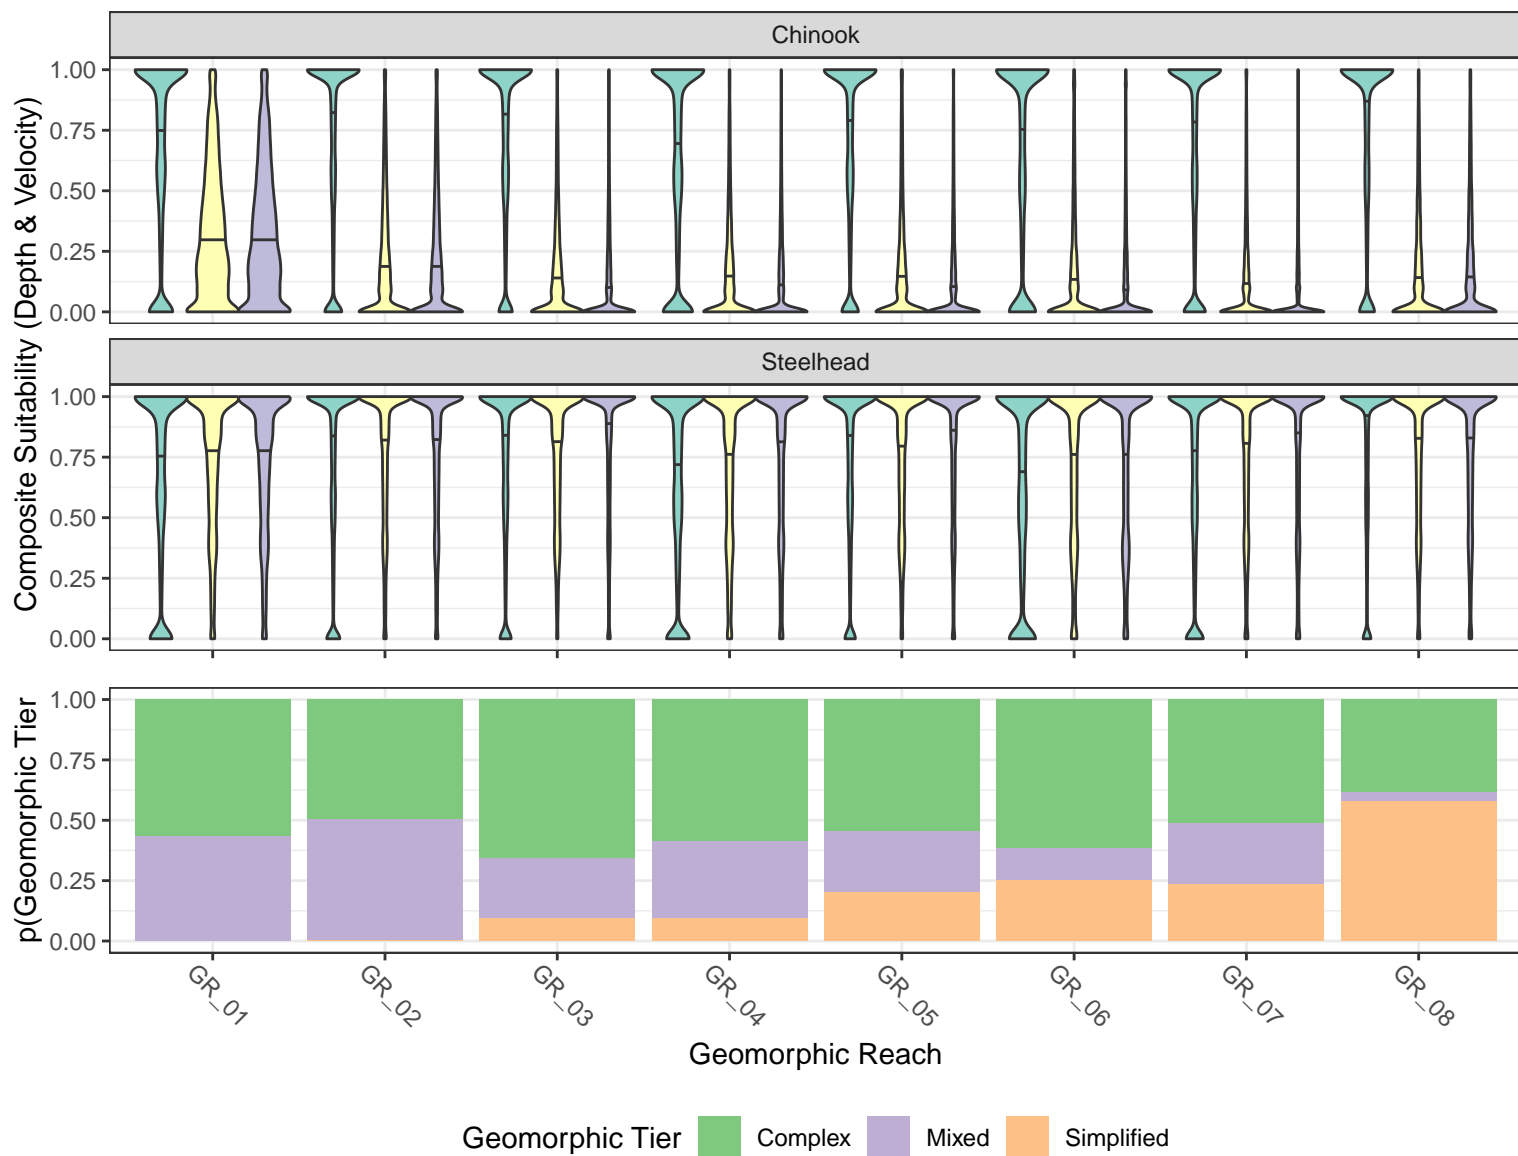 Chinook
1.00
0.75
0.50
0.25
0.00
Composite Suitability (Depth & Velocity)
Steelhead
1.00
0.75
0.50
0.25
0.00
p(Geomorphic Tier
1.00
0.75
0.50
0.25
0.00
GR_01 GR_02 GR_03 GR_04 GR_05 GR_06 GR_07 GR_08
Geomorphic Reach
Geomorphic Tier Complex Mixed Simplified